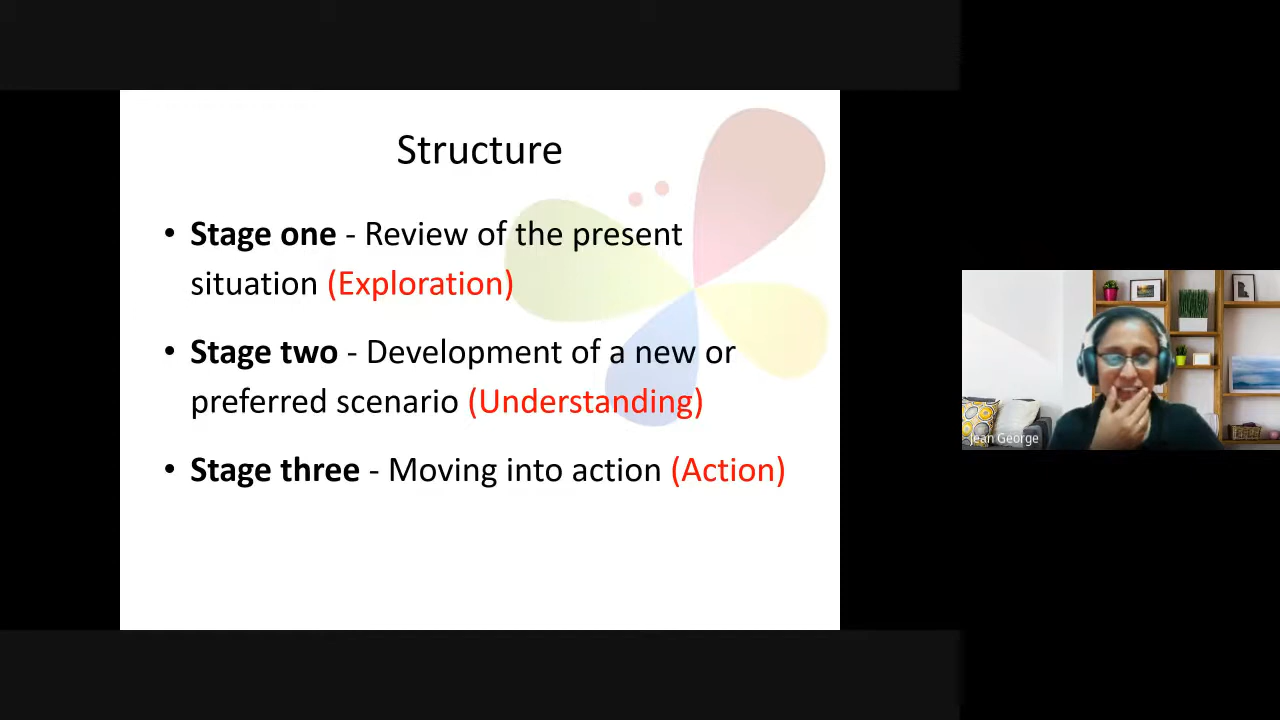 Structure
• Stage one - Review of the present
situation (Exploration)
• Stage two - Development of a new or
preferred scenario (Understanding)
• Stage three - Moving into action (Action)
Jean George